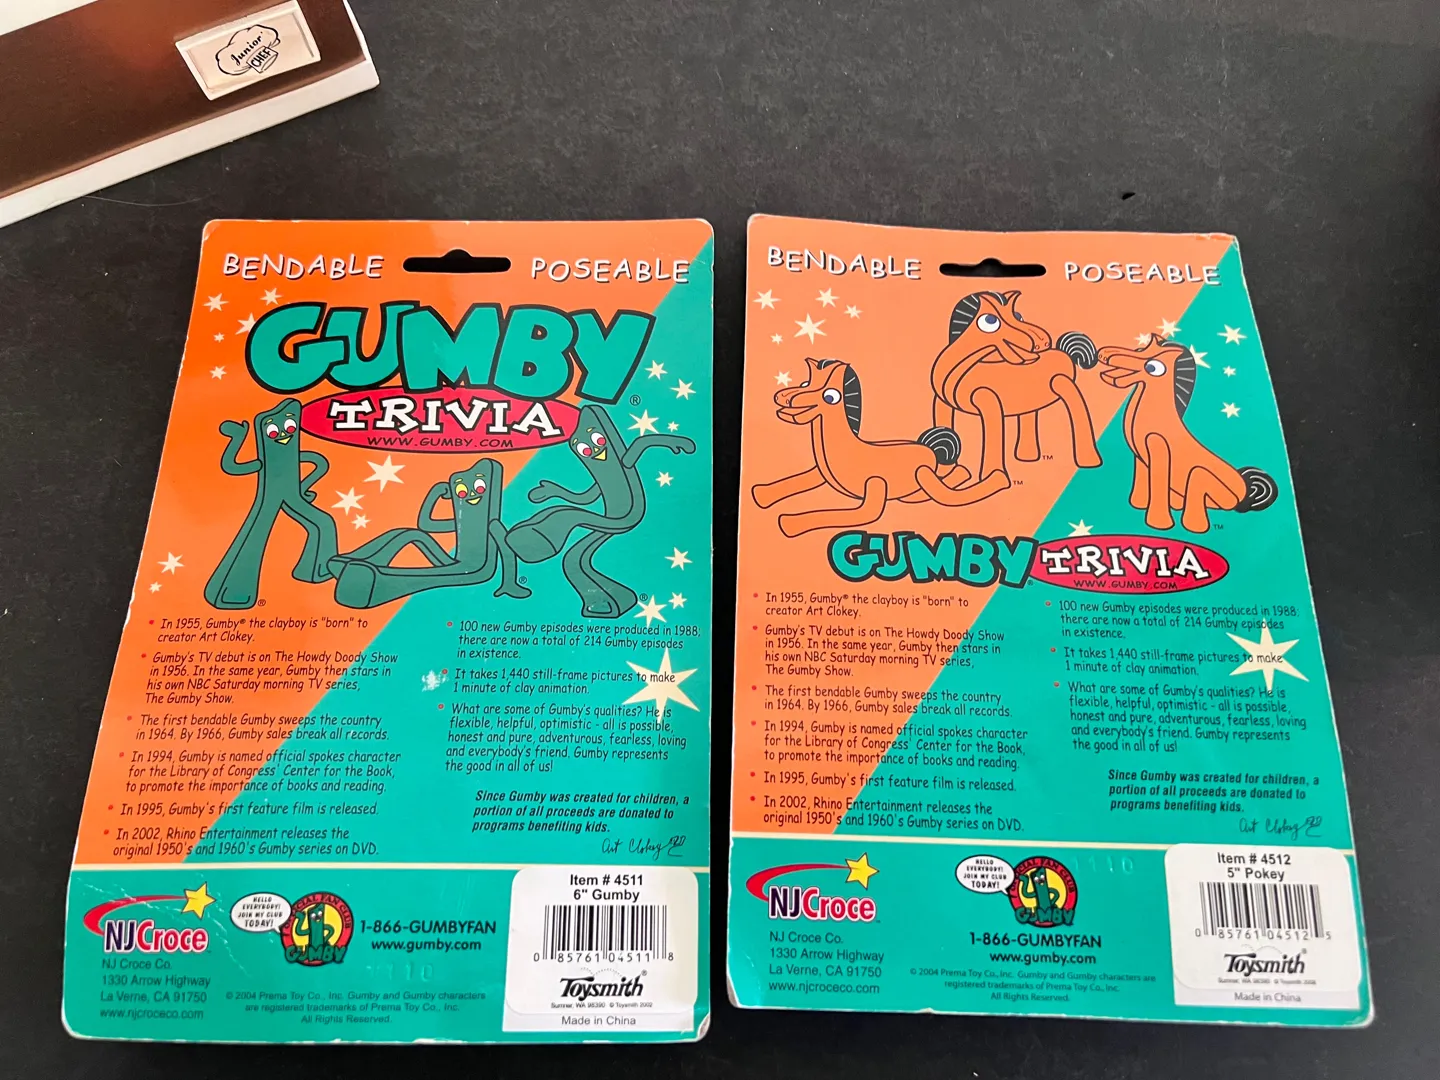 Junior
CHEF
BENDABLE POSEABLE
GUMBY®
TRIVIA
WWW.GUMBY.COM
®
®
®
• In 1955, Gumby® the clayboy is "born" to
creator Art Clokey.
• Gumby's TV debut is on The Howdy Doody Show
in 1956. In the same year, Gumby then stars in
his own NBC Saturday morning TV series,
The Gumby Show.
• The first bendable Gumby sweeps the country
in 1964. By 1966, Gumby sales break all records.
• In 1994, Gumby is named official spokes character
for the Library of Congress' Center for the Book,
to promote the importance of books and reading.
• In 1995, Gumby's first feature film is released.
• In 2002, Rhino Entertainment releases the
original 1950's and 1960's Gumby series on DVD.
• 100 new Gumby episodes were produced in 1988;
there are now a total of 214 Gumby episodes
in existence.
• It takes 1,440 still-frame pictures to make
1 minute of clay animation.
• What are some of Gumby's qualities? He is
flexible, helpful, optimistic - all is possible,
honest and pure, adventurous, fearless, loving
and everybody's friend. Gumby represents
the good in all of us!
Since Gumby was created for children, a
portion of all proceeds are donated to
programs benefiting kids.
Art Clokey
NJCroce
NJ Croce Co.
1330 Arrow Highway
La Verne, CA 91750
www.njcroceco.com
HELLO
EVERYBODY!
JOIN MY CLUB
TODAY!
GUMBY
1-866-GUMBYFAN
www.gumby.com
© 2004 Prema Toy Co., Inc. Gumby and Gumby characters
are registered trademarks of Prema Toy Co., Inc.
All Rights Reserved.
Item # 4511
6" Gumby
0 85761 04511 8
Toysmith®
Sumner, WA 98390 © Toysmith 2002
Made in China
BENDABLE POSEABLE
TM
TM
TM
GUMBY® TRIVIA
WWW.GUMBY.COM
• In 1955, Gumby® the clayboy is "born" to
creator Art Clokey.
• Gumby's TV debut is on The Howdy Doody Show
in 1956. In the same year, Gumby then stars in
his own NBC Saturday morning TV series,
The Gumby Show.
• The first bendable Gumby sweeps the country
in 1964. By 1966, Gumby sales break all records.
• In 1994, Gumby is named official spokes character
for the Library of Congress' Center for the Book,
to promote the importance of books and reading.
• In 1995, Gumby's first feature film is released.
• In 2002, Rhino Entertainment releases the
original 1950's and 1960's Gumby series on DVD.
• 100 new Gumby episodes were produced in 1988;
there are now a total of 214 Gumby episodes
in existence.
• It takes 1,440 still-frame pictures to make
1 minute of clay animation.
• What are some of Gumby's qualities? He is
flexible, helpful, optimistic - all is possible,
honest and pure, adventurous, fearless, loving
and everybody's friend. Gumby represents
the good in all of us!
Since Gumby was created for children, a
portion of all proceeds are donated to
programs benefiting kids.
Art Clokey
NJCroce
NJ Croce Co.
1330 Arrow Highway
La Verne, CA 91750
www.njcroceco.com
HELLO
EVERYBODY!
JOIN MY CLUB
TODAY!
GUMBY
1-866-GUMBYFAN
www.gumby.com
© 2004 Prema Toy Co., Inc. Gumby and Gumby characters are
registered trademarks of Prema Toy Co., Inc.
All Rights Reserved.
Item # 4512
5" Pokey
0 85761 04512 5
Toysmith®
Made in China